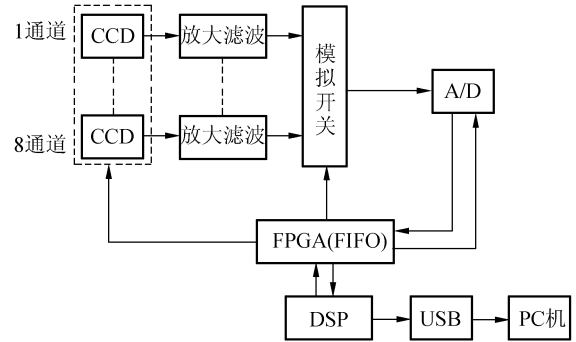 1通道
CCD
放大滤波
模拟开关
A/D
8通道
CCD
放大滤波
FPGA(FIFO)
DSP
USB
PC机